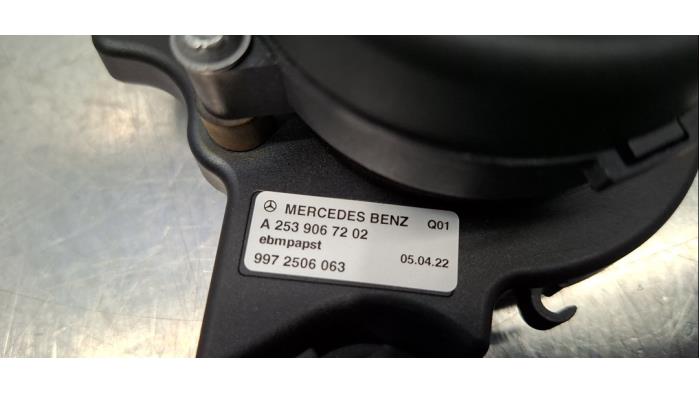 MERCEDES BENZ Q01
A 253 906 72 02
ebmpapst
997 2506 063 05.04.22